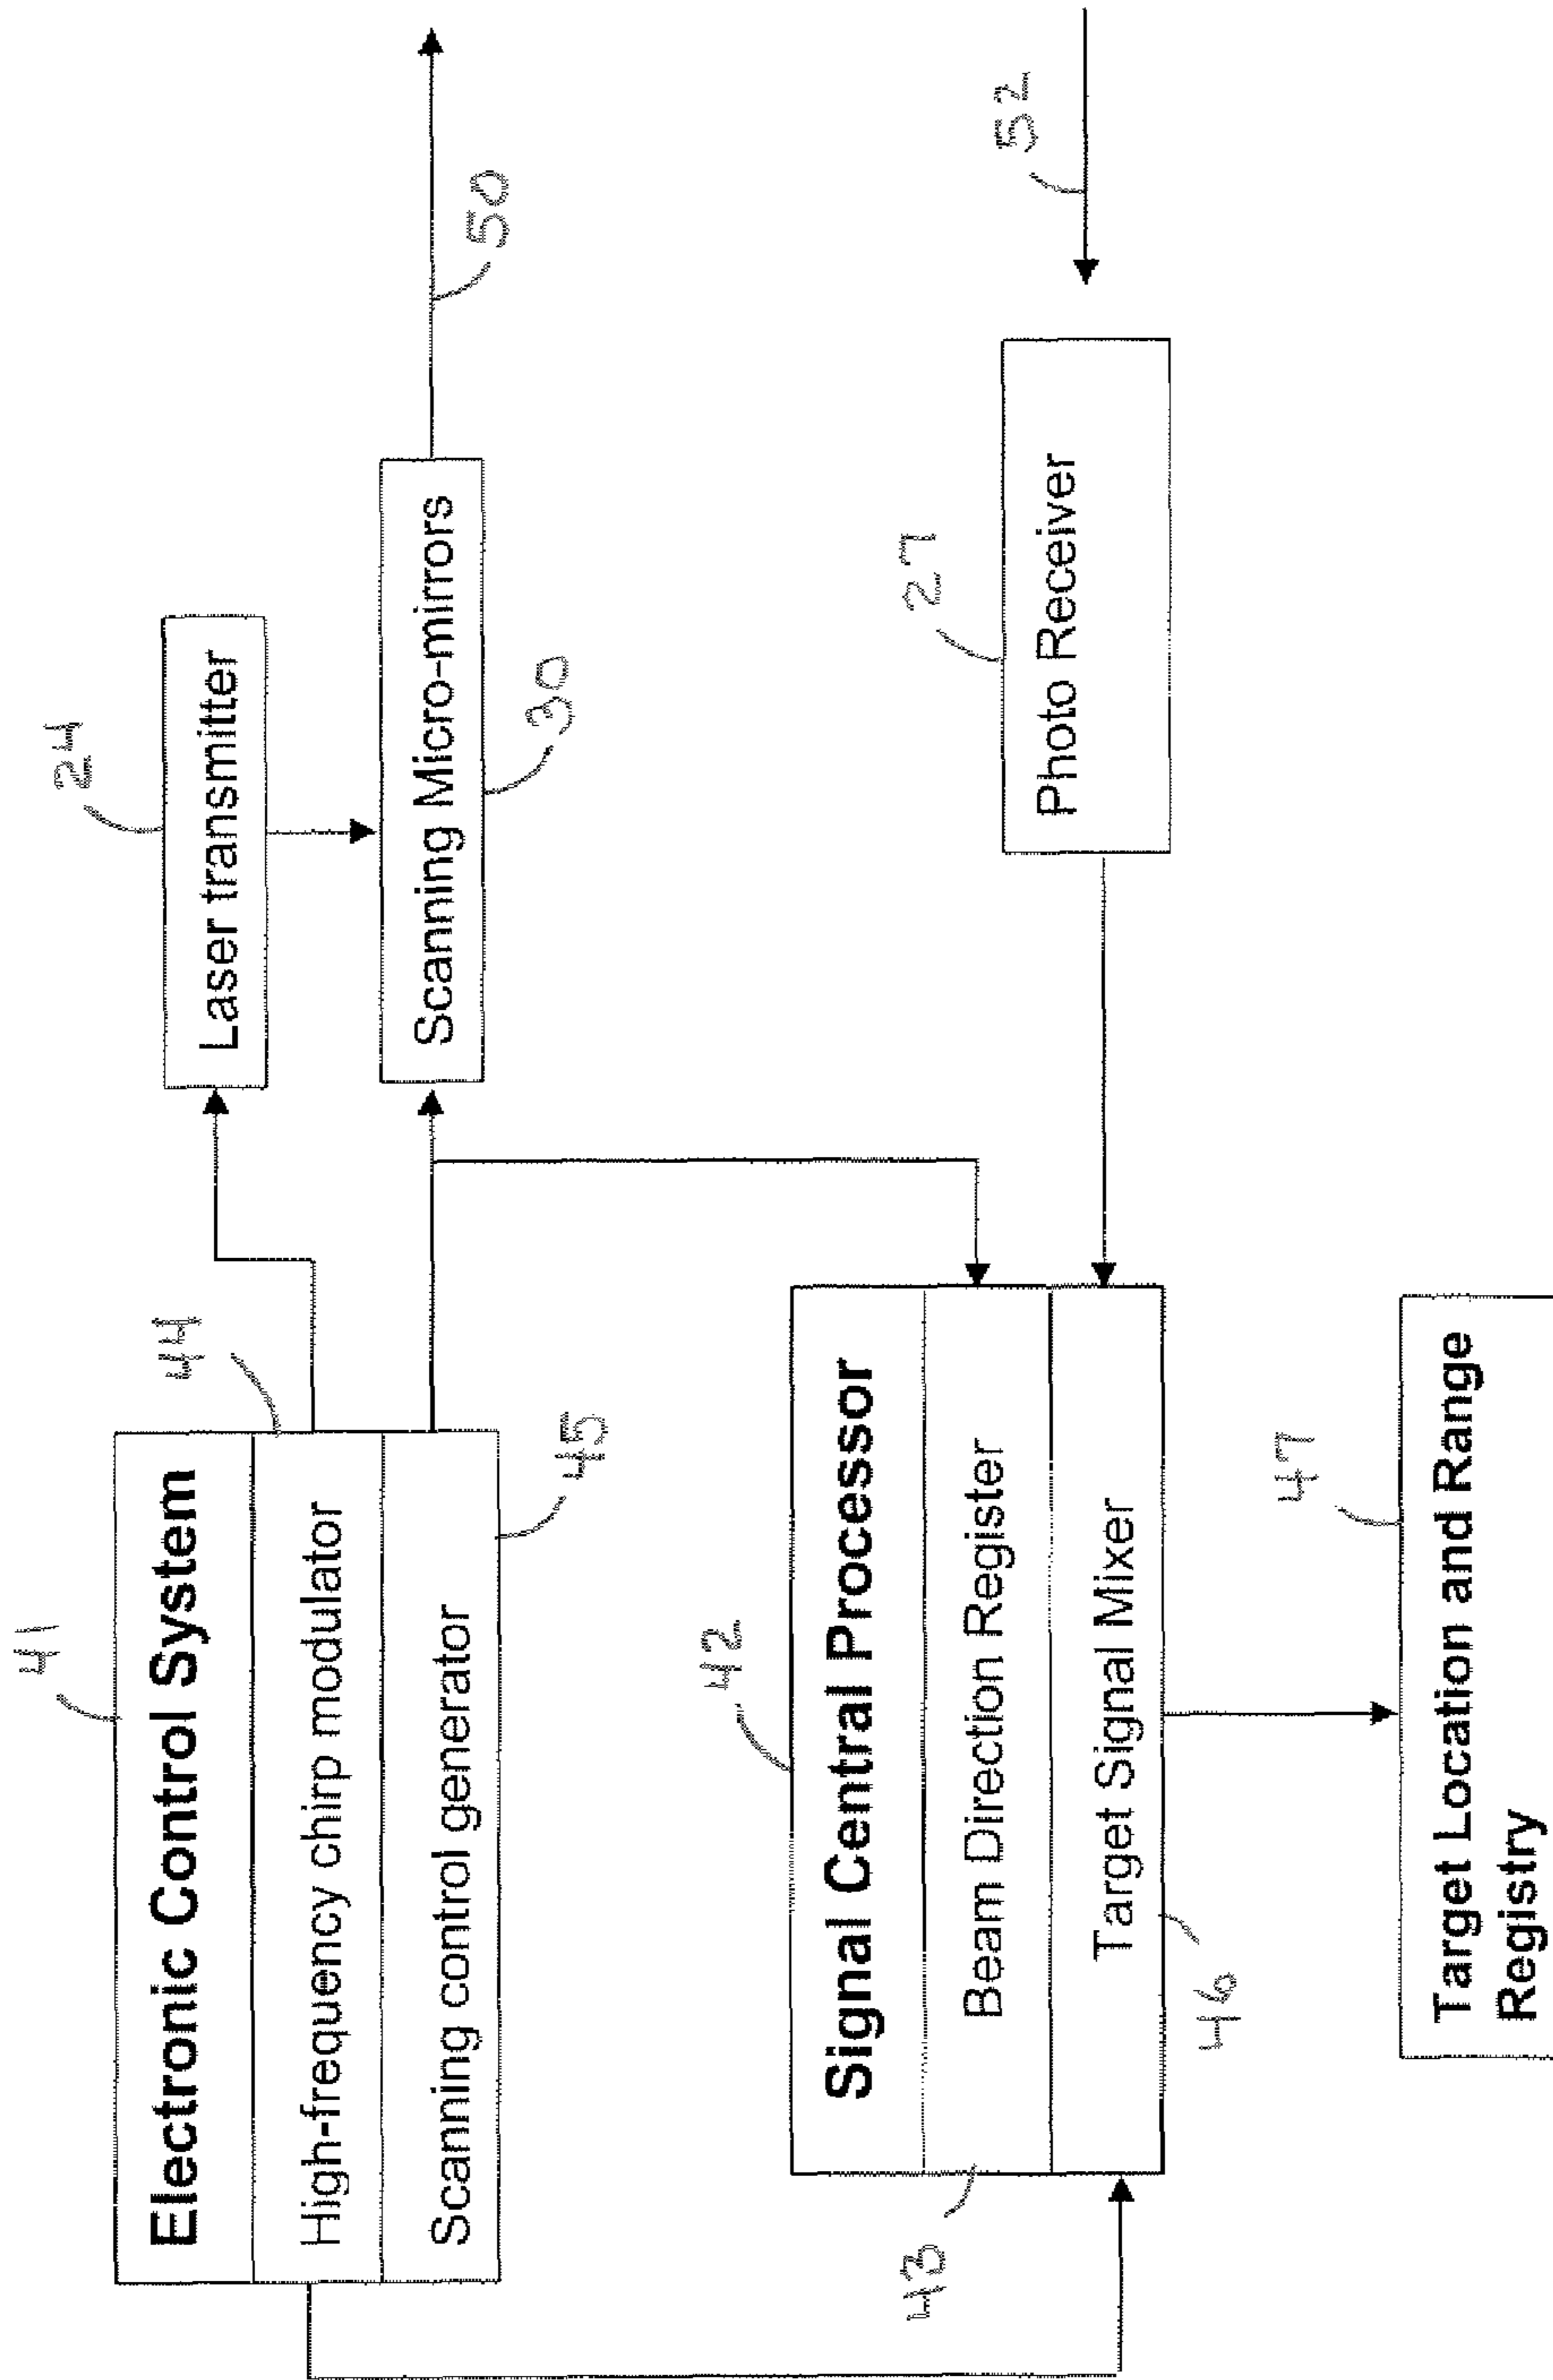 41
Electronic Control System
High-frequency chirp modulator
44
Scanning control generator
45
24
Laser transmitter
Scanning Micro-mirrors
30
50
42
Signal Central Processor
43
Beam Direction Register
Target Signal Mixer
46
27
Photo Receiver
52
47
Target Location and Range
Registry